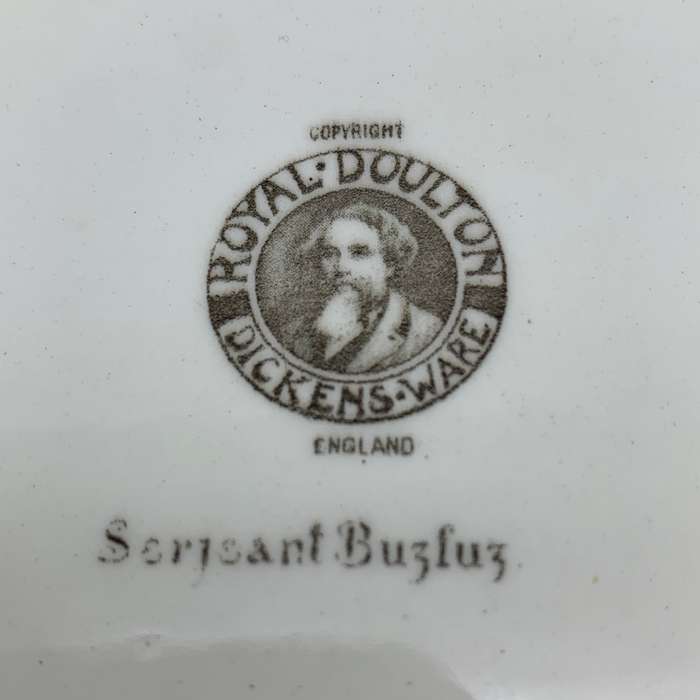 COPYRIGHT
ROYAL·DOULTON
DICKENS·WARE
ENGLAND
Serjeant Buzfuz